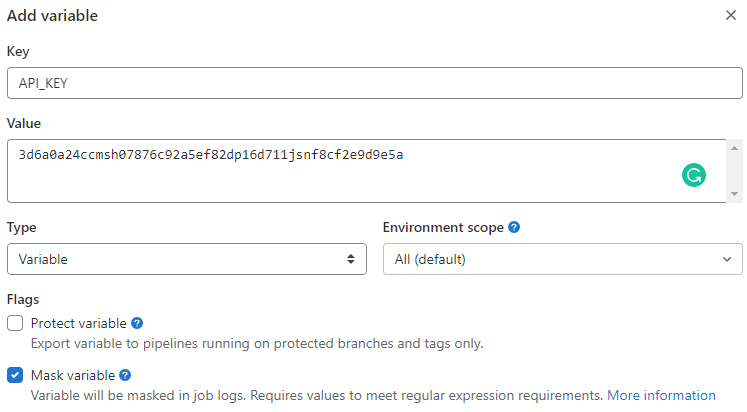 Add variable
Key
API_KEY
Value
3d6a0a24ccmsh07876c92a5ef82dp16d711jsnf8cf2e9d9e5a
Type
Environment scope
Variable
All (default)
Flags
Protect variable
Export variable to pipelines running on protected branches and tags only.
Mask variable
Variable will be masked in job logs. Requires values to meet regular expression requirements. More information